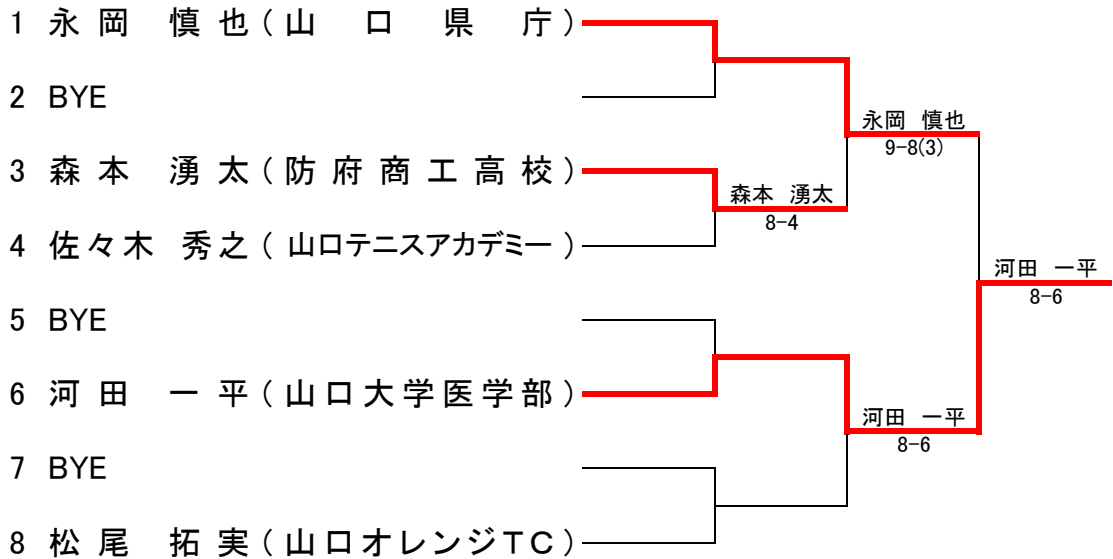 1 永岡 慎也(山口県庁)
2 BYE
3 森本 湧太(防府商工高校)
4 佐々木 秀之(山口テニスアカデミー)
5 BYE
6 河田 一平(山口大学医学部)
7 BYE
8 松尾 拓実(山口オレンジTC)
森本 湧太
8-4
永岡 慎也
9-8(3)
河田 一平
8-6
河田 一平
8-6